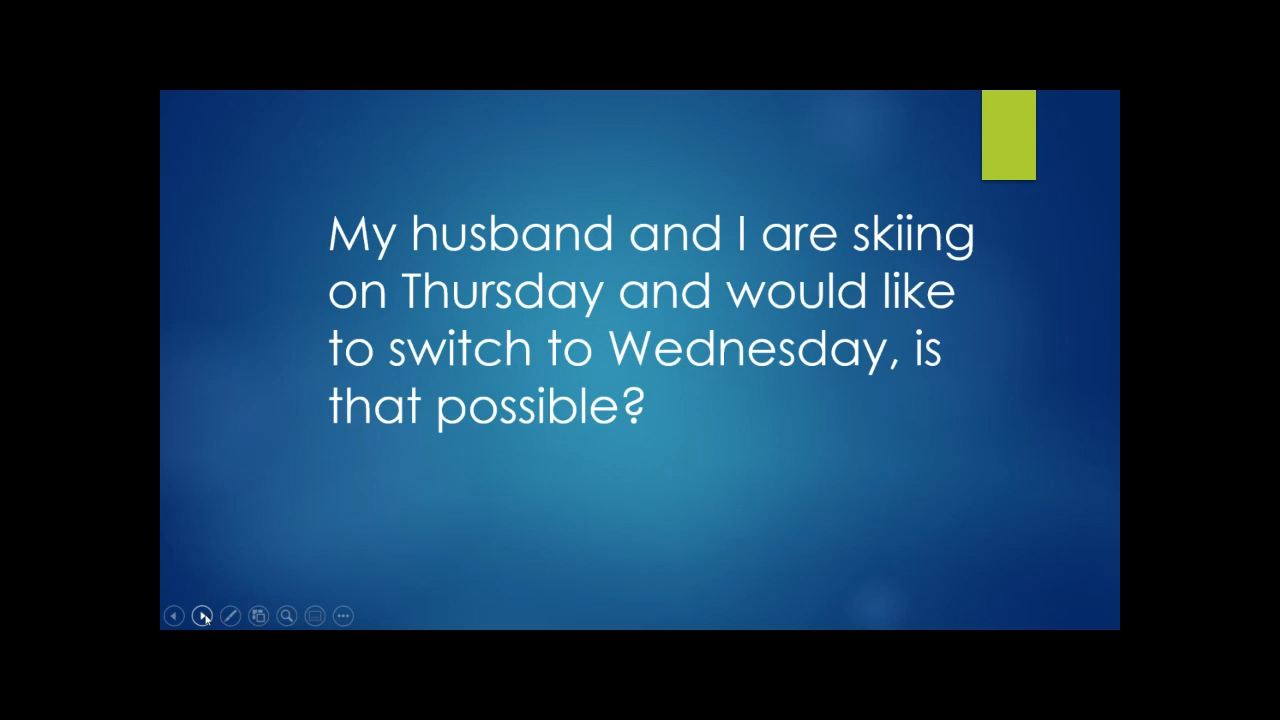 My husband and I are skiing
on Thursday and would like
to switch to Wednesday, is
that possible?